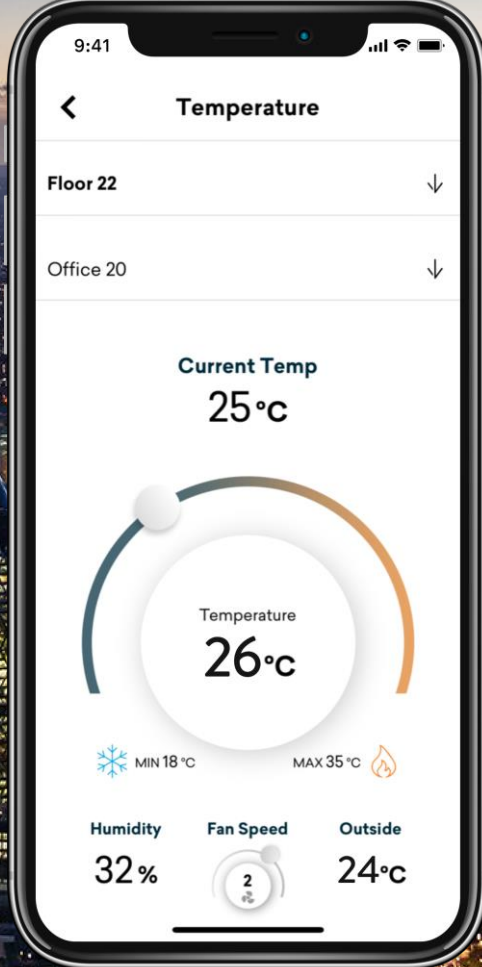 9:41
Temperature
Floor 22
Office 20
Current Temp
25°C
Temperature
26°C
MIN 18 °C MAX 35 °C
Humidity Fan Speed Outside
32% 2 24°C